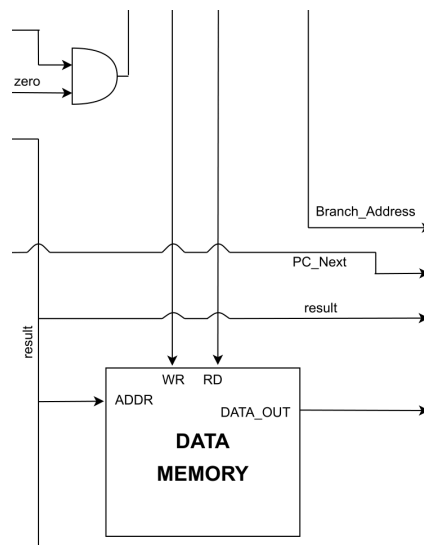 zero
Branch_Address
PC_Next
result
result
WR RD
ADDR
DATA_OUT
DATA
MEMORY